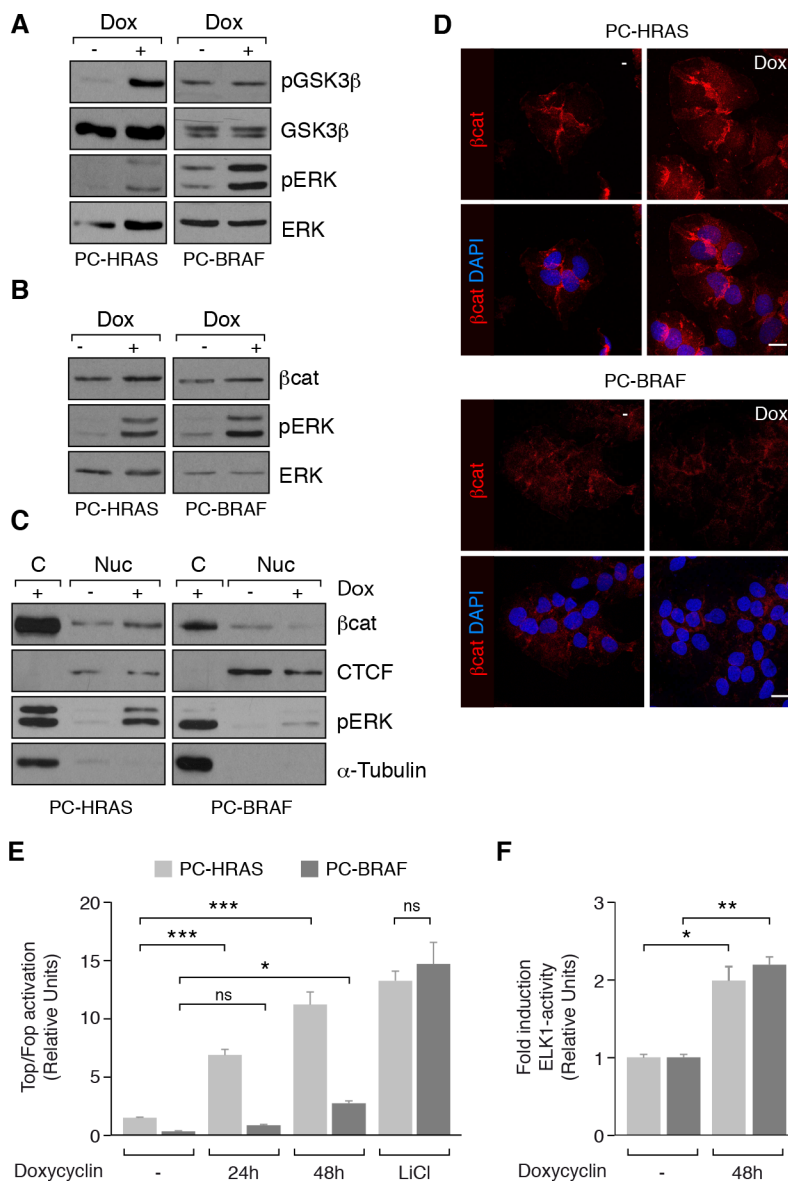 A
Dox Dox
- + - +
pGSK3β
GSK3β
pERK
ERK
PC-HRAS PC-BRAF
B
Dox Dox
- + - +
βcat
pERK
ERK
PC-HRAS PC-BRAF
C
C Nuc C Nuc
+ - + + - + Dox
βcat
CTCF
pERK
α-Tubulin
PC-HRAS PC-BRAF
D
PC-HRAS
βcat - Dox
βcat DAPI
PC-BRAF
βcat - Dox
βcat DAPI
E
PC-HRAS PC-BRAF
Top/Fop activation
(Relative Units)
20
15
10
5
0
***
***
*
ns
ns
Doxycyclin - 24h 48h LiCl
F
Fold induction
ELK1-activity
(Relative Units)
3
2
1
0
**
*
Doxycyclin - 48h